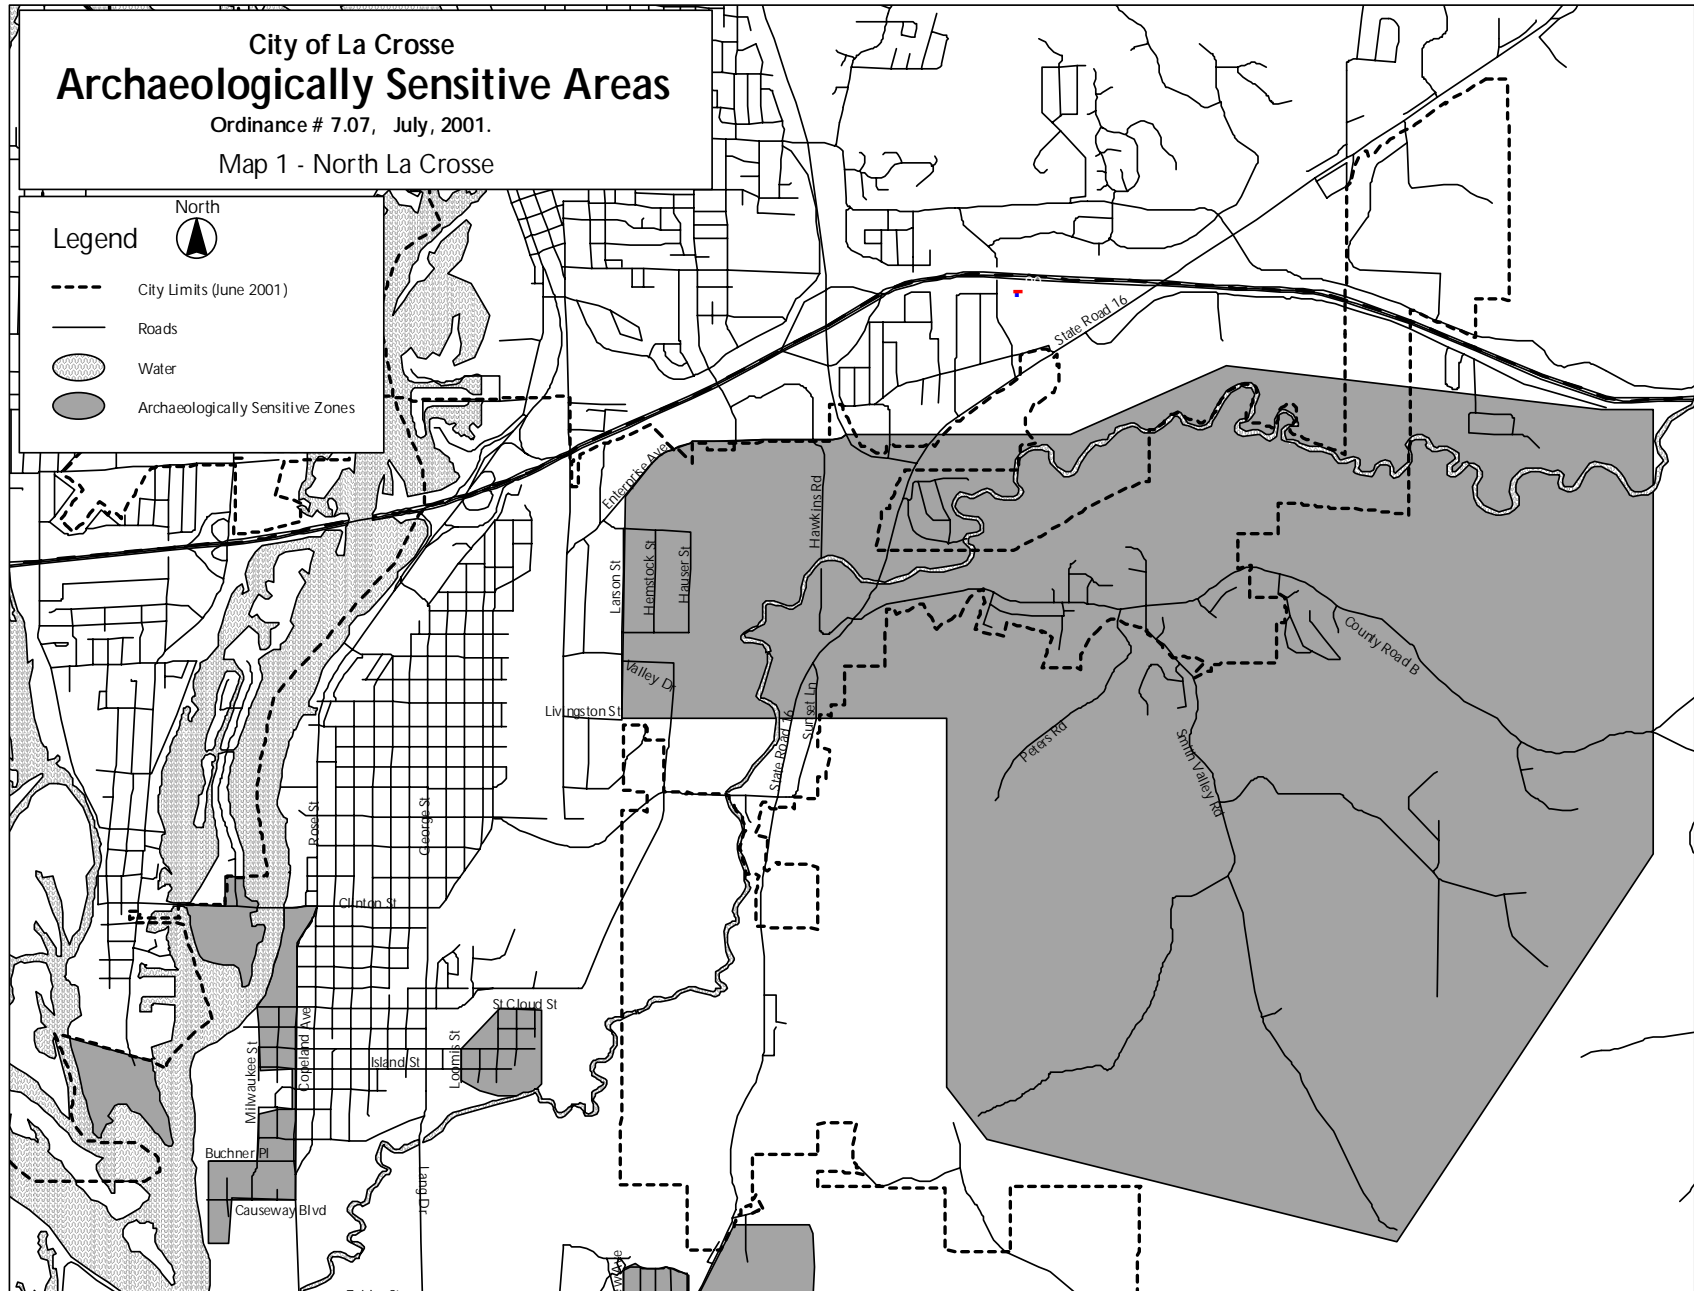 City of La Crosse
Archaeologically Sensitive Areas
Ordinance # 7.07, July, 2001.
Map 1 - North La Crosse
North
Legend
City Limits (June 2001)
Roads
Water
Archaeologically Sensitive Zones
State Road 16
Enterprise Ave
Hawkins Rd
Larson St
Hemstock St
Hauser St
Valley Dr
Livingston St
State Road 16
Sunset Ln
County Road B
Peters Rd
Smith Valley Rd
Rose St
George St
Clinton St
St Cloud St
Loomis St
Island St
Copeland Ave
Milwaukee St
Buchner Pl
Causeway Blvd
Lang Dr